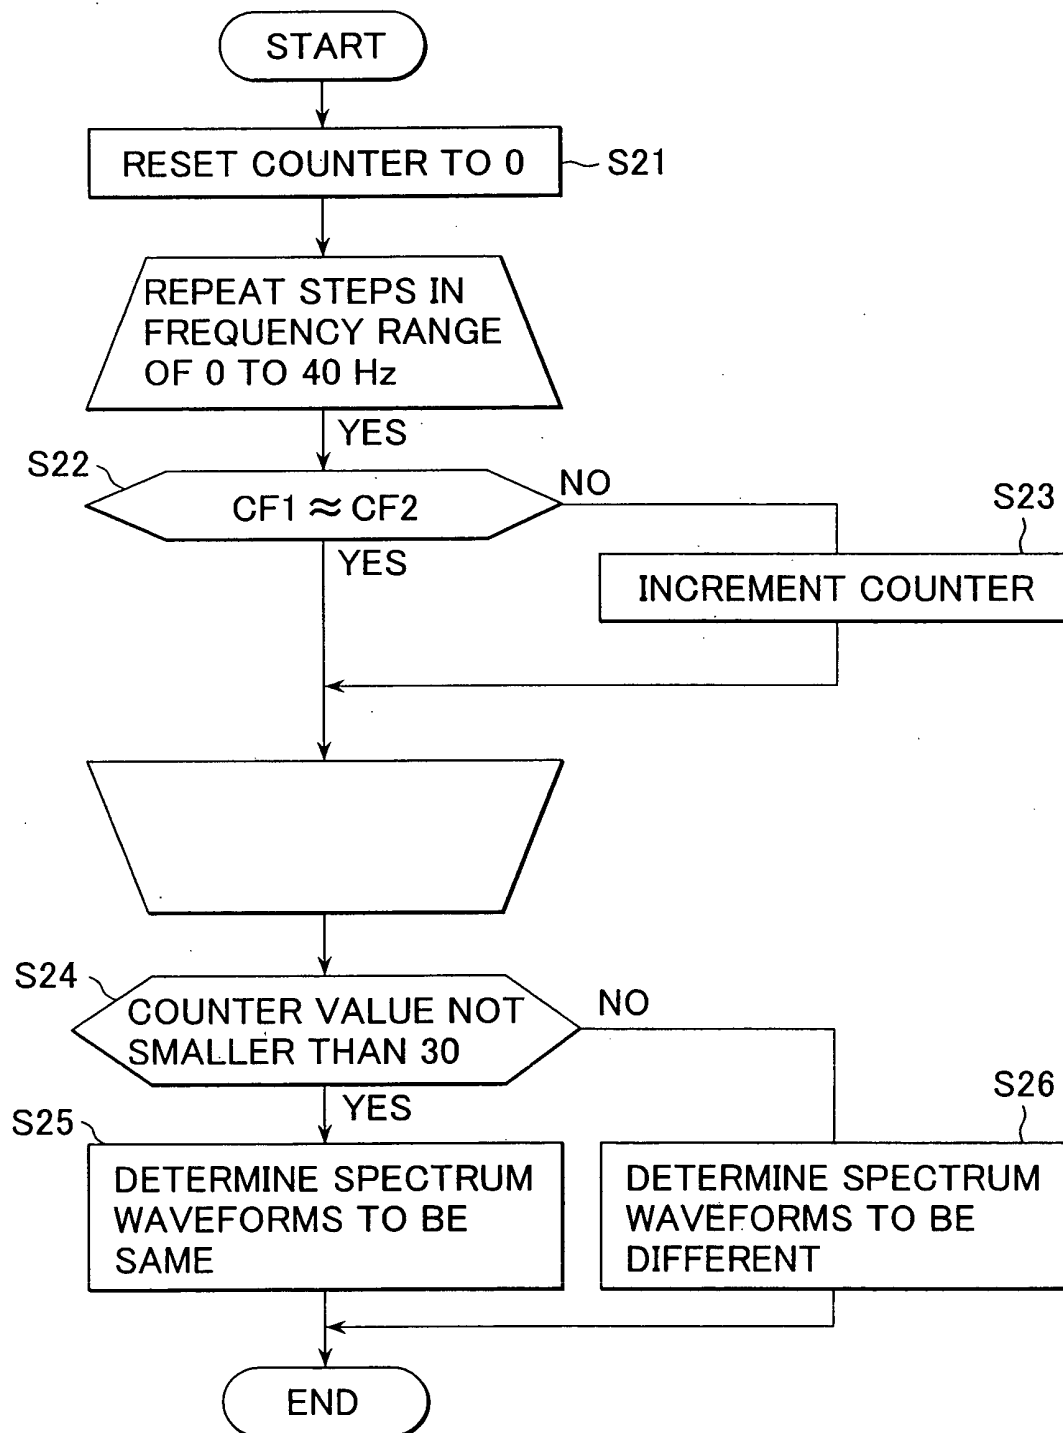 START
RESET COUNTER TO 0
S21
REPEAT STEPS IN
FREQUENCY RANGE
OF 0 TO 40 Hz
YES
S22
CF1 ≈ CF2
NO
YES
S23
INCREMENT COUNTER
S24
COUNTER VALUE NOT
SMALLER THAN 30
NO
YES
S25
DETERMINE SPECTRUM
WAVEFORMS TO BE
SAME
S26
DETERMINE SPECTRUM
WAVEFORMS TO BE
DIFFERENT
END